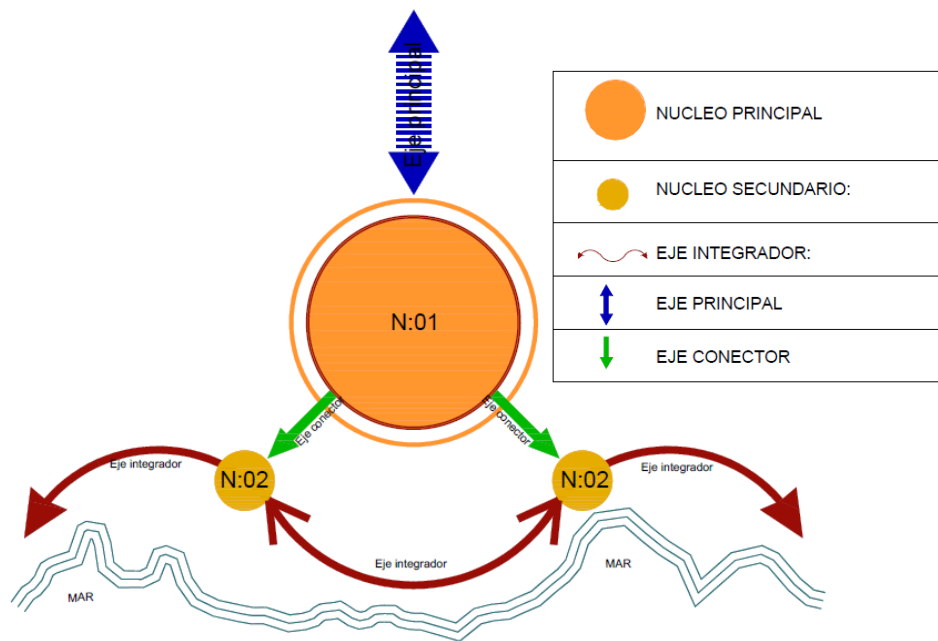 Eje principal
NUCLEO PRINCIPAL
NUCLEO SECUNDARIO:
EJE INTEGRADOR:
EJE PRINCIPAL
EJE CONECTOR
N:01
Eje conector
Eje conector
Eje integrador
N:02
N:02
Eje integrador
Eje integrador
MAR
MAR